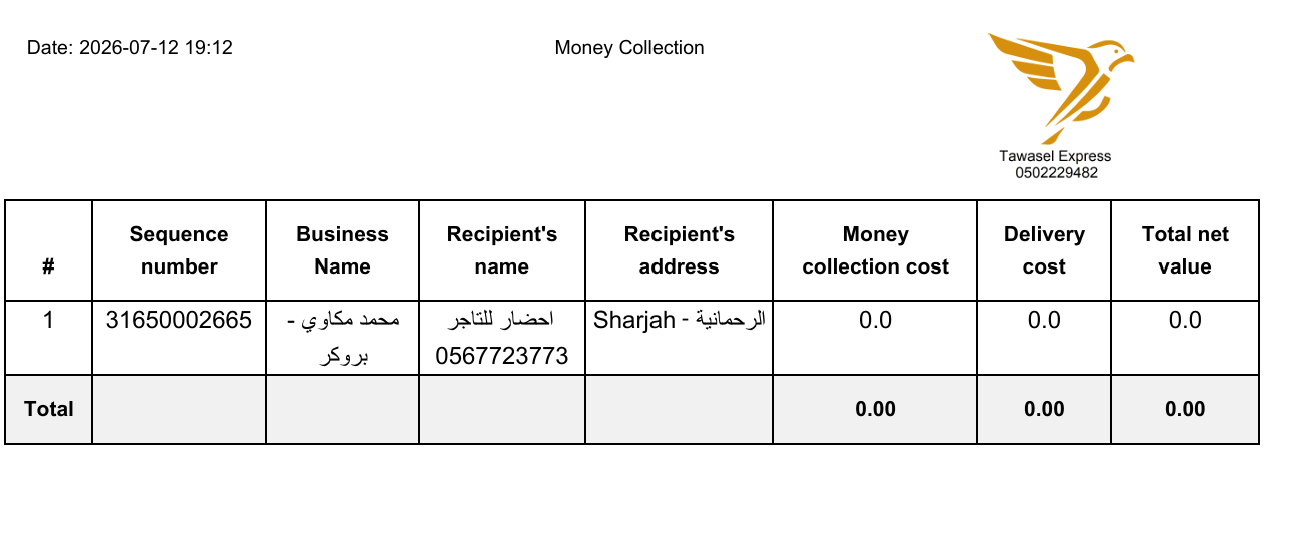 Date: 2026-07-12 19:12
Money Collection
Tawasel Express
0502229482
# Sequence number Business Name Recipient's name Recipient's address Money collection cost Delivery cost Total net value
1 31650002665 محمد مكاوي - بروكر احضار للتاجر 0567723773 Sharjah - الرحمانية 0.0 0.0 0.0
Total 0.00 0.00 0.00